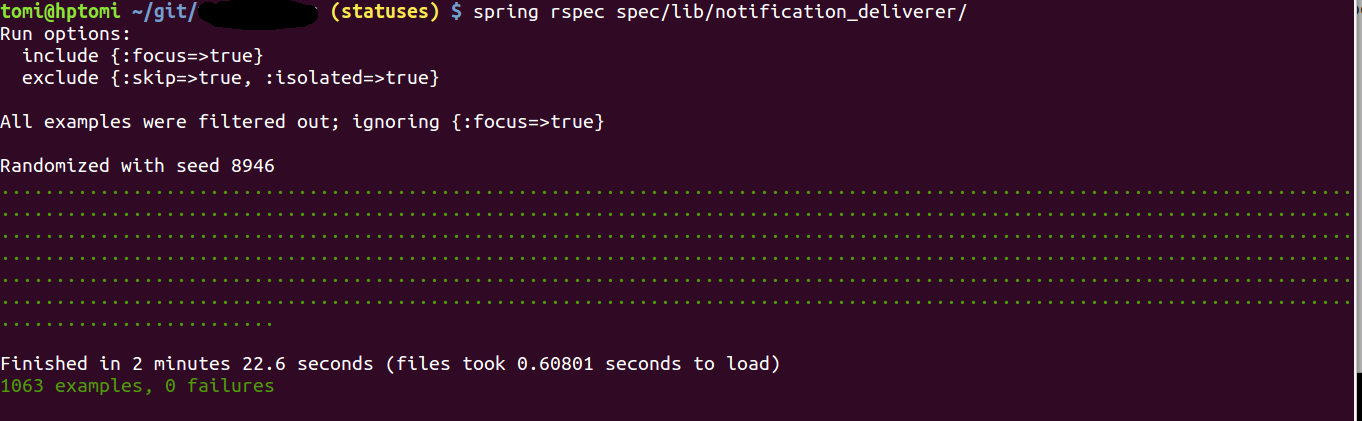 tomi@hptomi ~/git/ (statuses) $ spring rspec spec/lib/notification_deliverer/
Run options:
include {:focus=>true}
exclude {:skip=>true, :isolated=>true}
All examples were filtered out; ignoring {:focus=>true}
Randomized with seed 8946
...........................................................................................................................
...........................................................................................................................
...........................................................................................................................
...........................................................................................................................
...........................................................................................................................
...........................................................................................................................
.........................
Finished in 2 minutes 22.6 seconds (files took 0.60801 seconds to load)
1063 examples, 0 failures